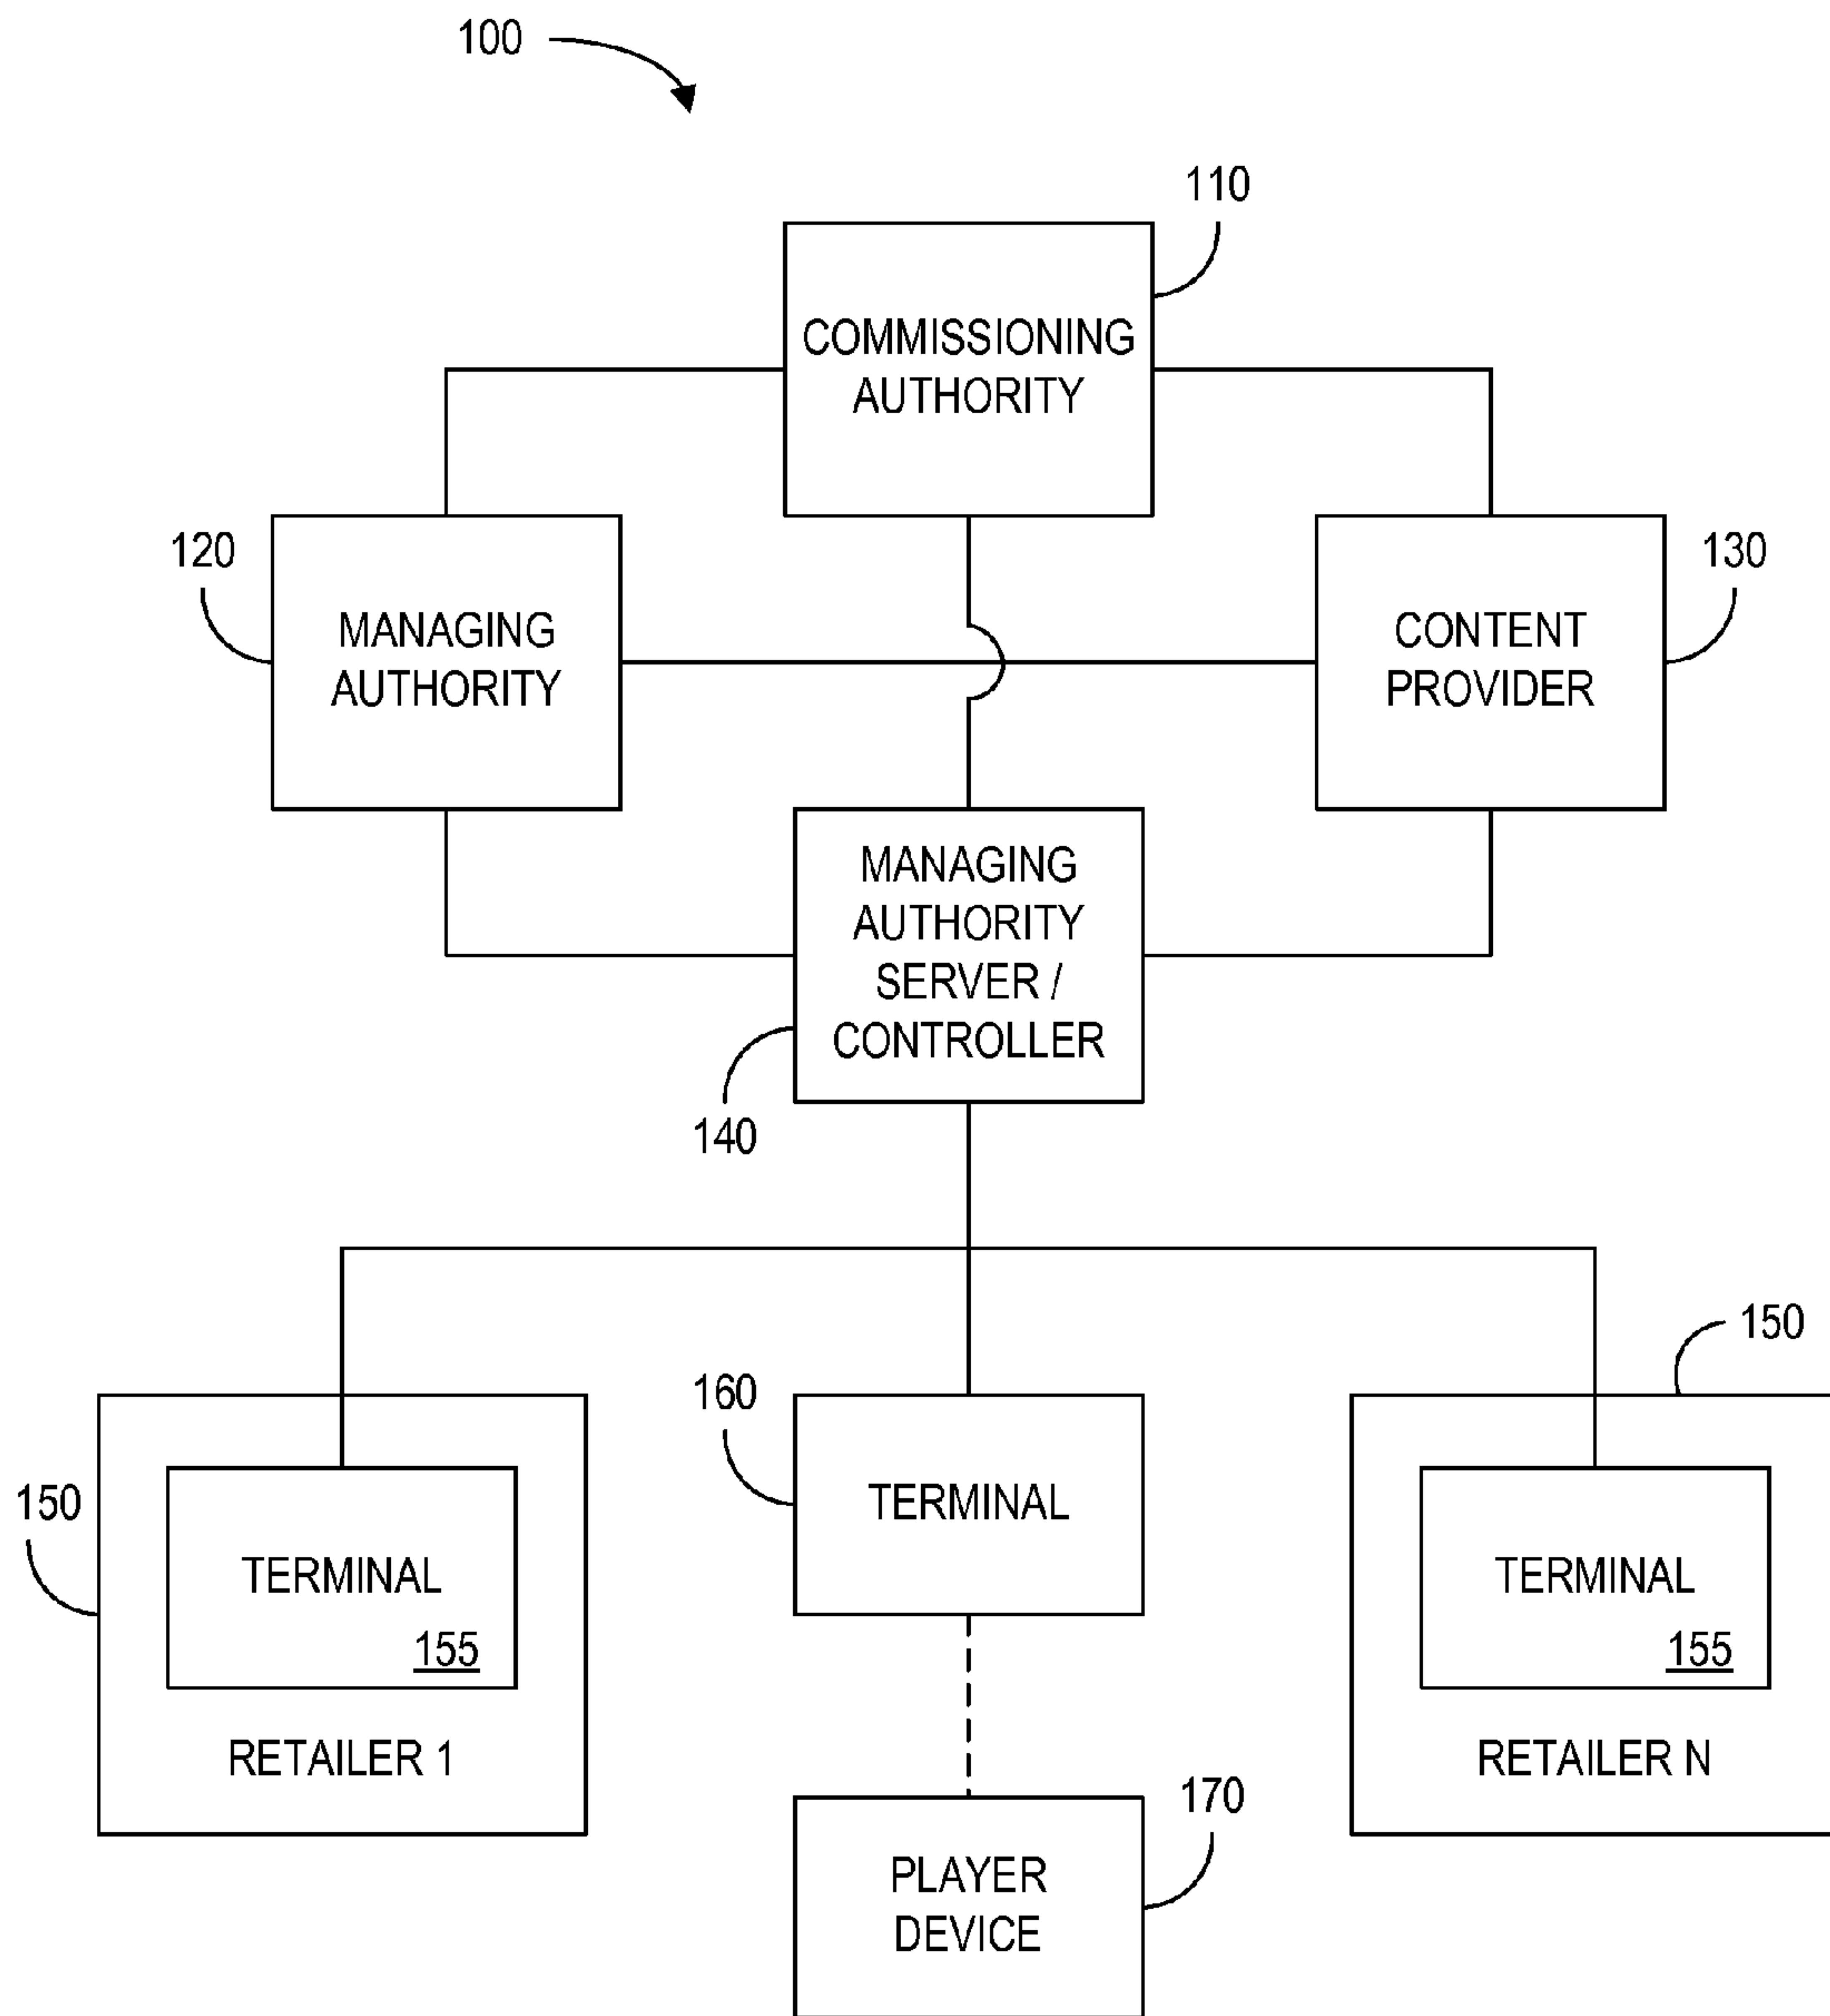 100
110
COMMISSIONING
AUTHORITY
120
MANAGING
AUTHORITY
130
CONTENT
PROVIDER
MANAGING
AUTHORITY
SERVER /
CONTROLLER
140
150
160
150
TERMINAL
155
RETAILER 1
TERMINAL
TERMINAL
155
RETAILER N
170
PLAYER
DEVICE